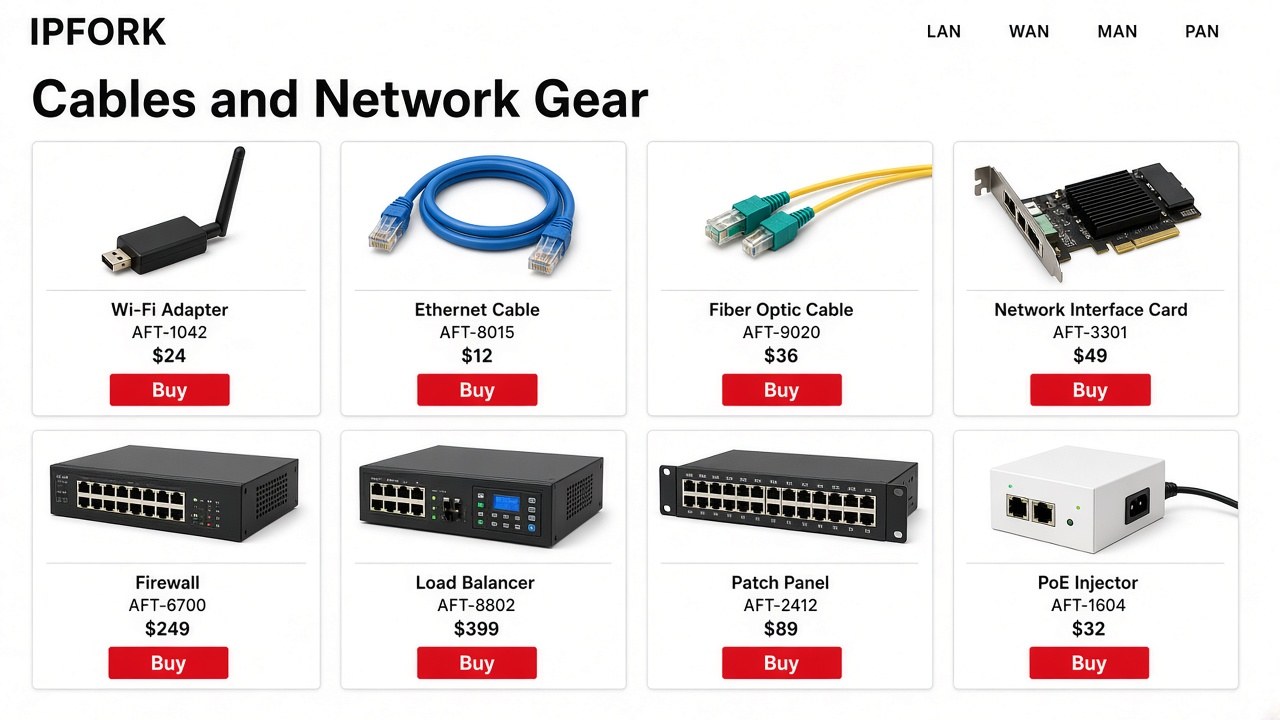 IPFORK
LAN WAN MAN PAN
Cables and Network Gear
Wi-Fi Adapter
AFT-1042
$24
Buy
Ethernet Cable
AFT-8015
$12
Buy
Fiber Optic Cable
AFT-9020
$36
Buy
Network Interface Card
AFT-3301
$49
Buy
Firewall
AFT-6700
$249
Buy
Load Balancer
AFT-8802
$399
Buy
Patch Panel
AFT-2412
$89
Buy
PoE Injector
AFT-1604
$32
Buy